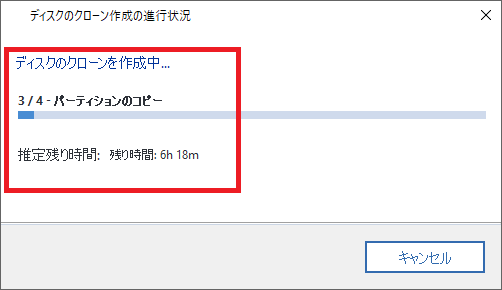 ディスクのクローン作成の進行状況
ディスクのクローンを作成中...
3 / 4 - パーティションのコピー
推定残り時間: 残り時間: 6h 18m
キャンセル